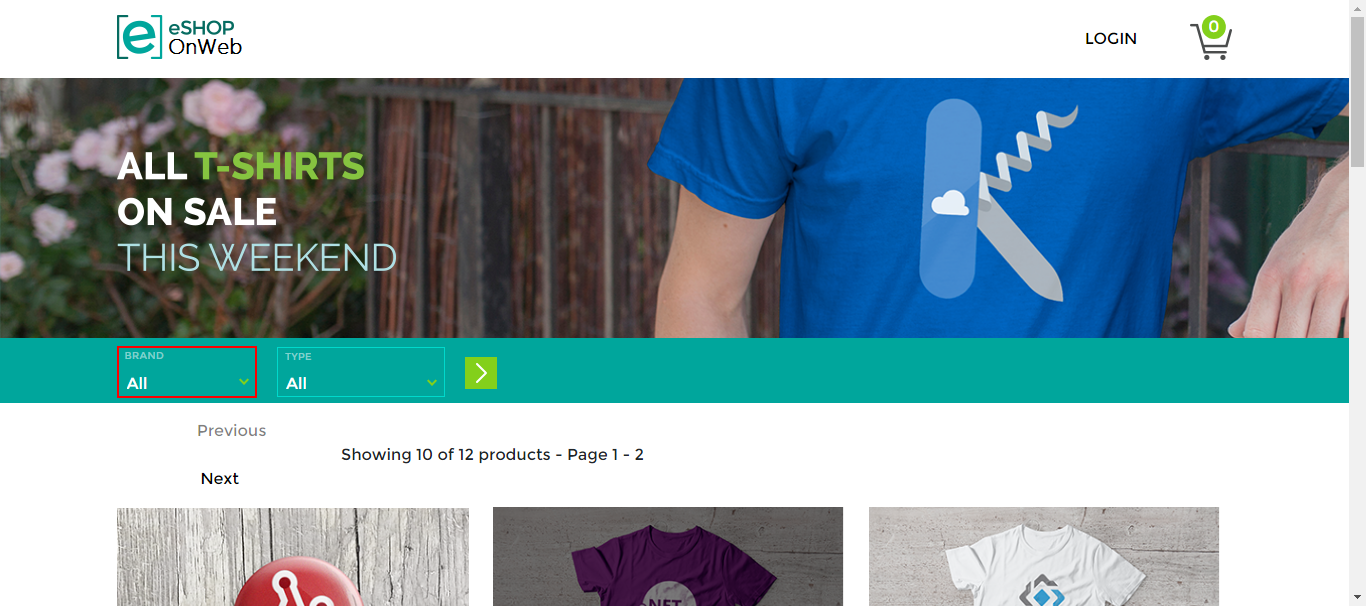 [e] eSHOP
OnWeb
LOGIN
0
ALL T-SHIRTS
ON SALE
THIS WEEKEND
BRAND
All
TYPE
All
Previous
Showing 10 of 12 products - Page 1 - 2
Next
.NET